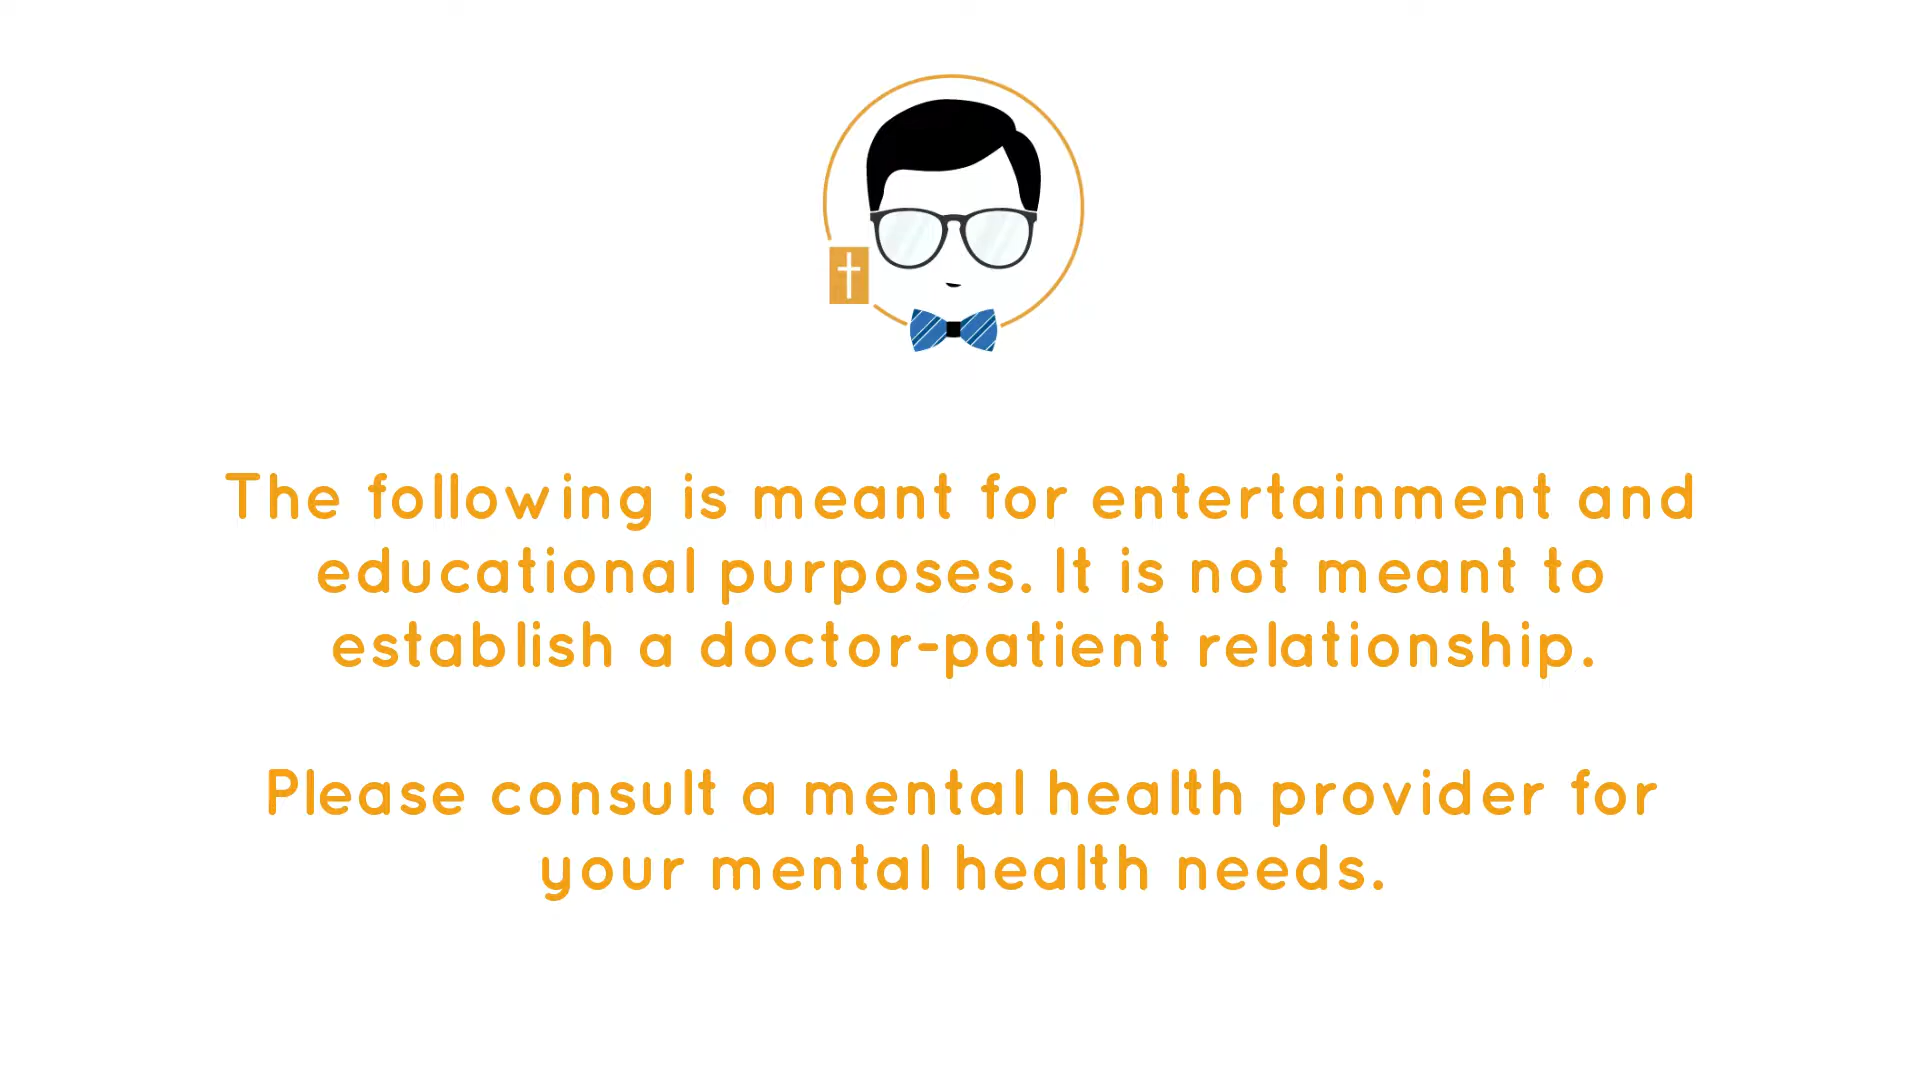 The following is meant for entertainment and
educational purposes. It is not meant to
establish a doctor-patient relationship.
Please consult a mental health provider for
your mental health needs.